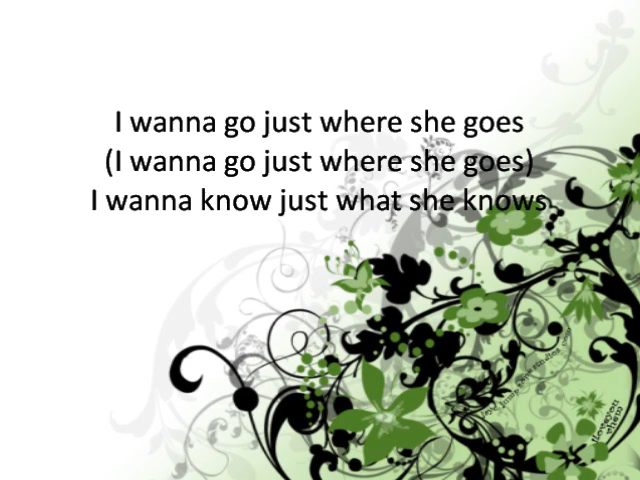 I wanna go just where she goes
(I wanna go just where she goes)
I wanna know just what she knows